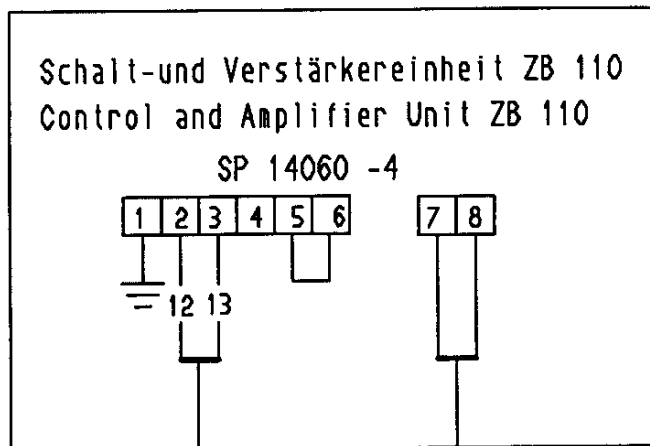 Schalt-und Verstärkereinheit ZB 110
Control and Amplifier Unit ZB 110
SP 14060 -4
1 2 3 4 5 6 7 8
12 13